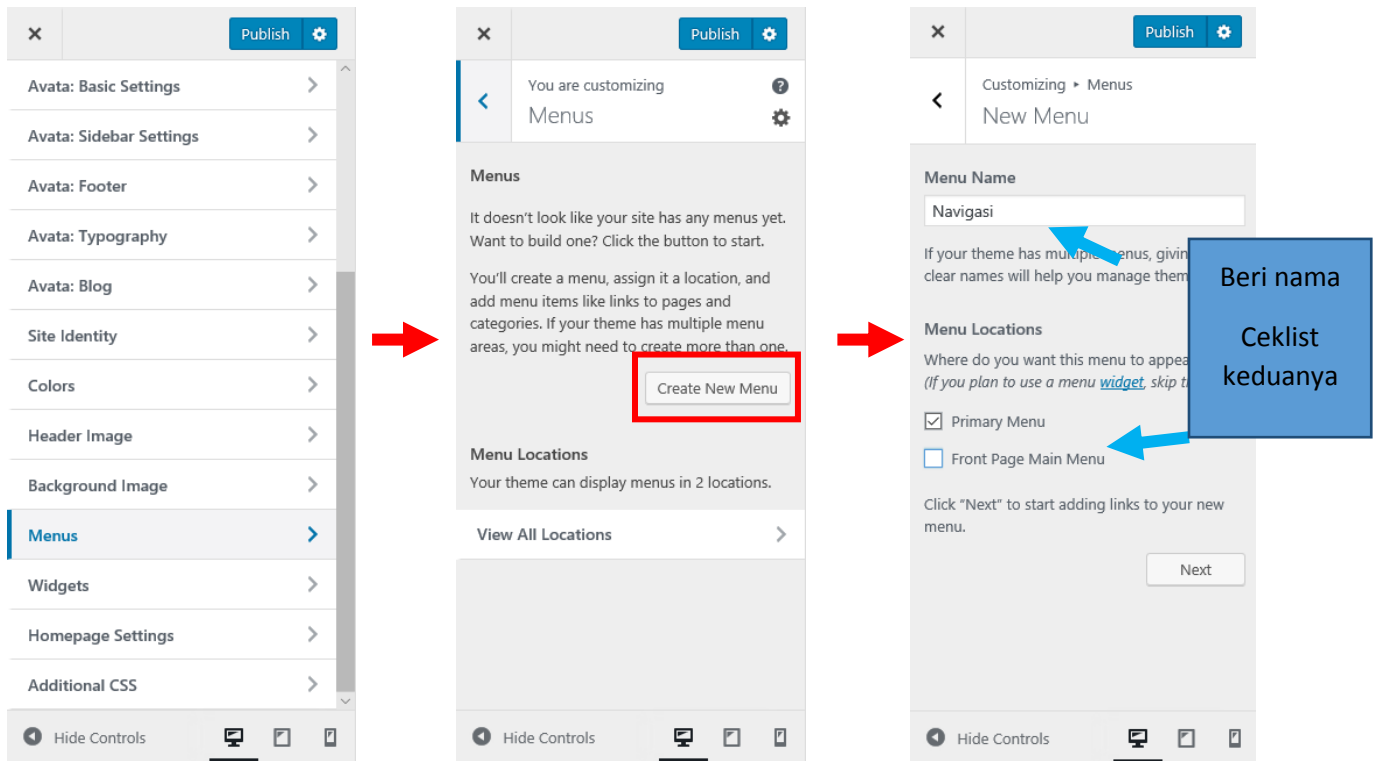 Publish
Avata: Basic Settings
Avata: Sidebar Settings
Avata: Footer
Avata: Typography
Avata: Blog
Site Identity
Colors
Header Image
Background Image
Menus
Widgets
Homepage Settings
Additional CSS
Hide Controls
Publish
You are customizing
Menus
Menus
It doesn’t look like your site has any menus yet.
Want to build one? Click the button to start.
You’ll create a menu, assign it a location, and
add menu items like links to pages and
categories. If your theme has multiple menu
areas, you might need to create more than one.
Create New Menu
Menu Locations
Your theme can display menus in 2 locations.
View All Locations
Hide Controls
Publish
Customizing ▸ Menus
New Menu
Menu Name
Navigasi
If your theme has multiple menus,
clear names will help you manage them
Menu Locations
Where do you want this menu to
(If you plan to use a menu widget, skip
Primary Menu
Front Page Main Menu
Click “Next” to start adding links to your new
menu.
Next
Hide Controls
Beri nama
Ceklist
keduanya